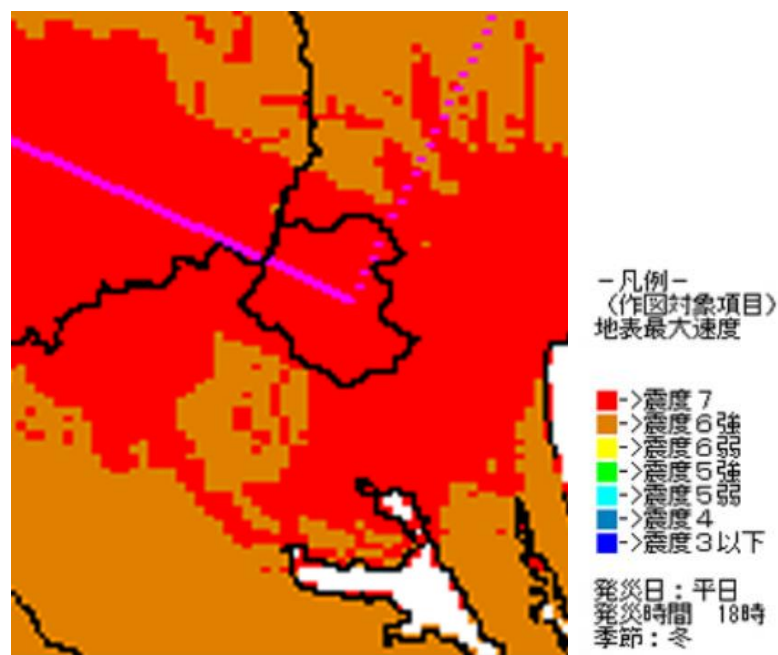 －凡例－
（作図対象項目）
地表最大速度
->震度７
->震度６強
->震度６弱
->震度５強
->震度５弱
->震度４
->震度３以下
発災日：平日
発災時間　18時
季節：冬